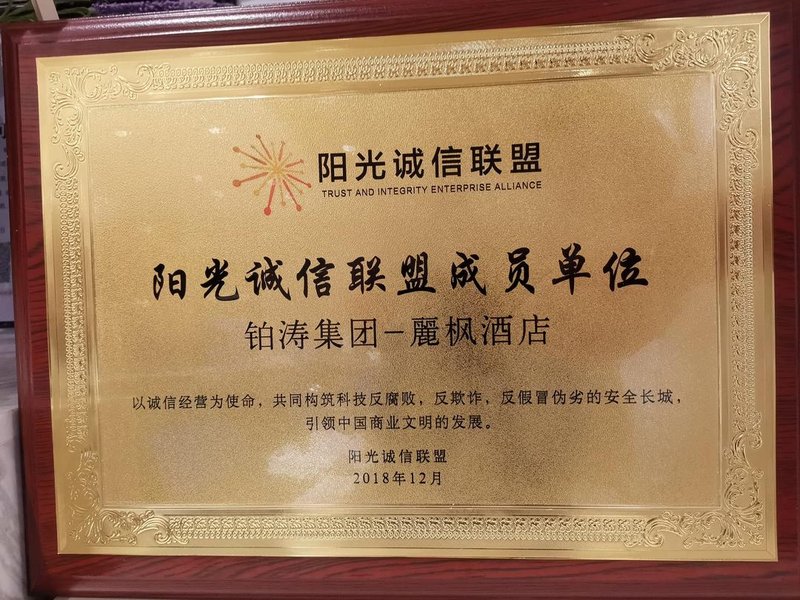 阳光诚信联盟
TRUST AND INTEGRITY ENTERPRISE ALLIANCE
阳光诚信联盟成员单位
铂涛集团-麗枫酒店
以诚信经营为使命，共同构筑科技反腐败，反欺诈，反假冒伪劣的安全长城，
引领中国商业文明的发展。
阳光诚信联盟
2018年12月